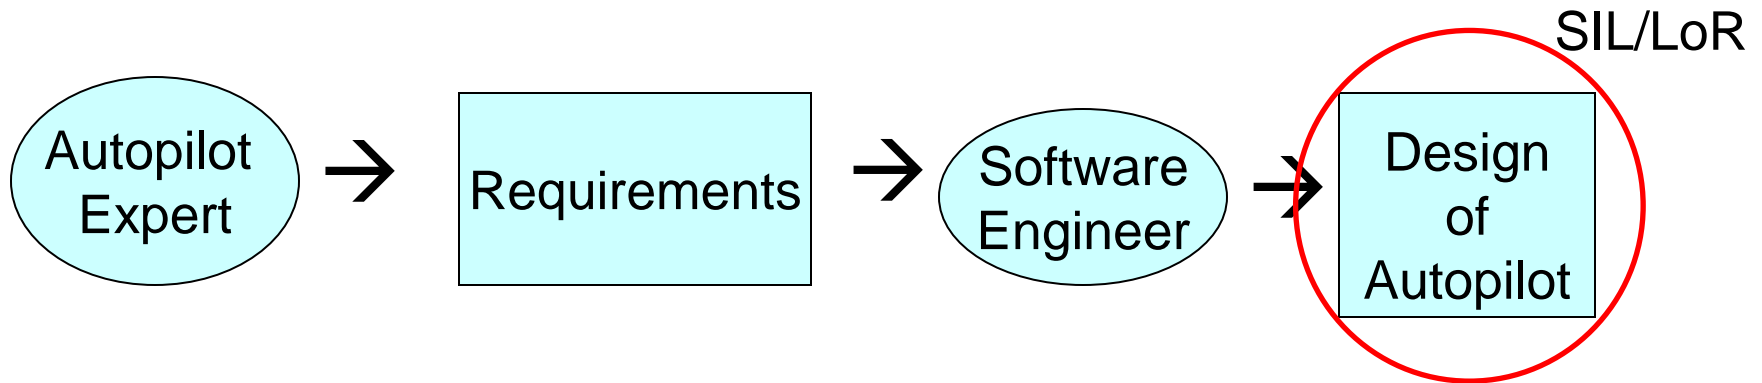 SIL/LoR
Autopilot
Expert
→
Requirements
→
Software
Engineer
→
Design
of
Autopilot